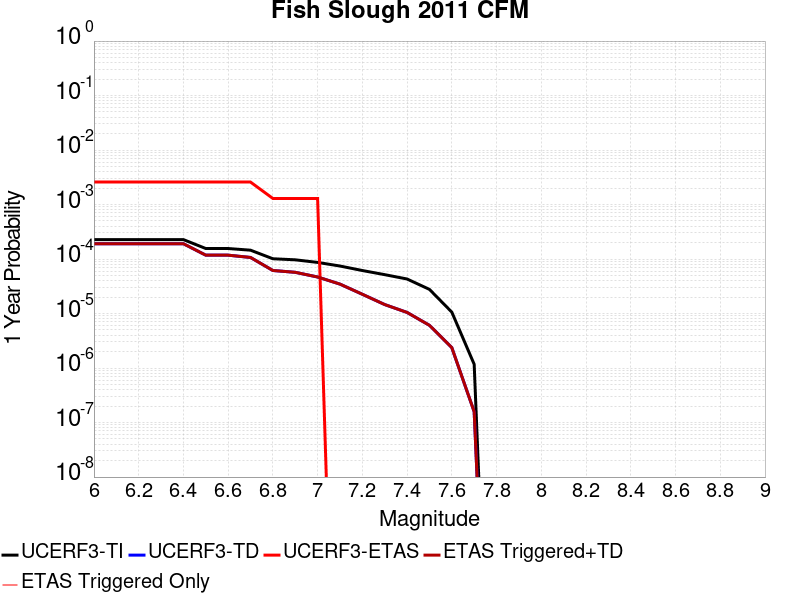 Fish Slough 2011 CFM
10^0
10^-1
10^-2
10^-3
10^-4
10^-5
10^-6
10^-7
10^-8
1 Year Probability
6 6.2 6.4 6.6 6.8 7 7.2 7.4 7.6 7.8 8 8.2 8.4 8.6 8.8 9
Magnitude
UCERF3-TI UCERF3-TD UCERF3-ETAS ETAS Triggered+TD
ETAS Triggered Only